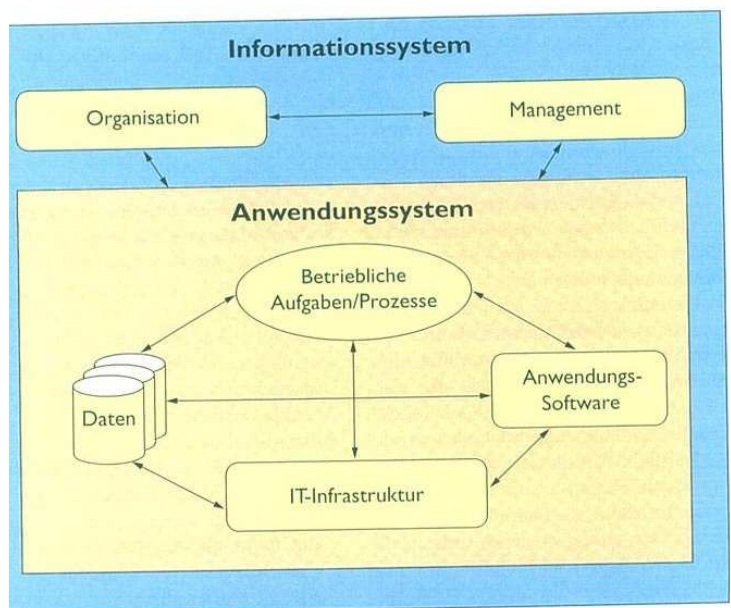 Informationssystem
Organisation
Management
Anwendungssystem
Betriebliche
Aufgaben/Prozesse
Daten
Anwendungs-
Software
IT-Infrastruktur